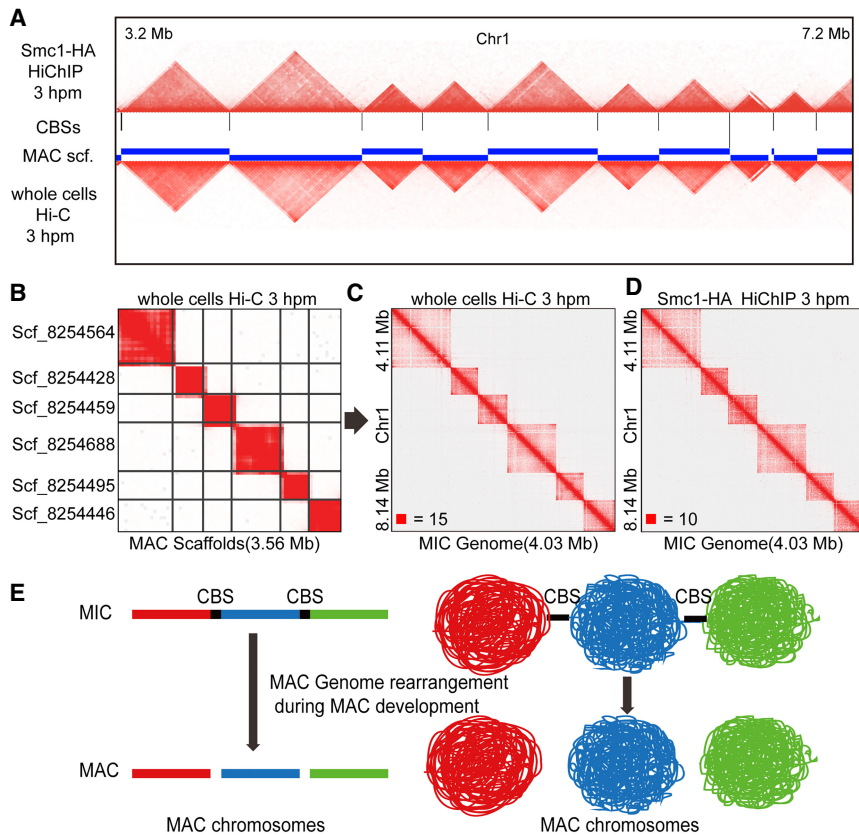 A
3.2 Mb
Chr1
7.2 Mb
Smc1-HA
HiChIP
3 hpm
CBSs
MAC scf.
whole cells
Hi-C
3 hpm
B
whole cells Hi-C 3 hpm
Scf_8254564
Scf_8254428
Scf_8254459
Scf_8254688
Scf_8254495
Scf_8254446
MAC Scaffolds(3.56 Mb)
C
whole cells Hi-C 3 hpm
4.11 Mb
Chr1
8.14 Mb
= 15
MIC Genome(4.03 Mb)
D
Smc1-HA HiChIP 3 hpm
4.11 Mb
Chr1
8.14 Mb
= 10
MIC Genome(4.03 Mb)
E
CBS CBS
MIC
MAC Genome rearrangement
during MAC development
MAC
MAC chromosomes
CBS CBS
MAC chromosomes